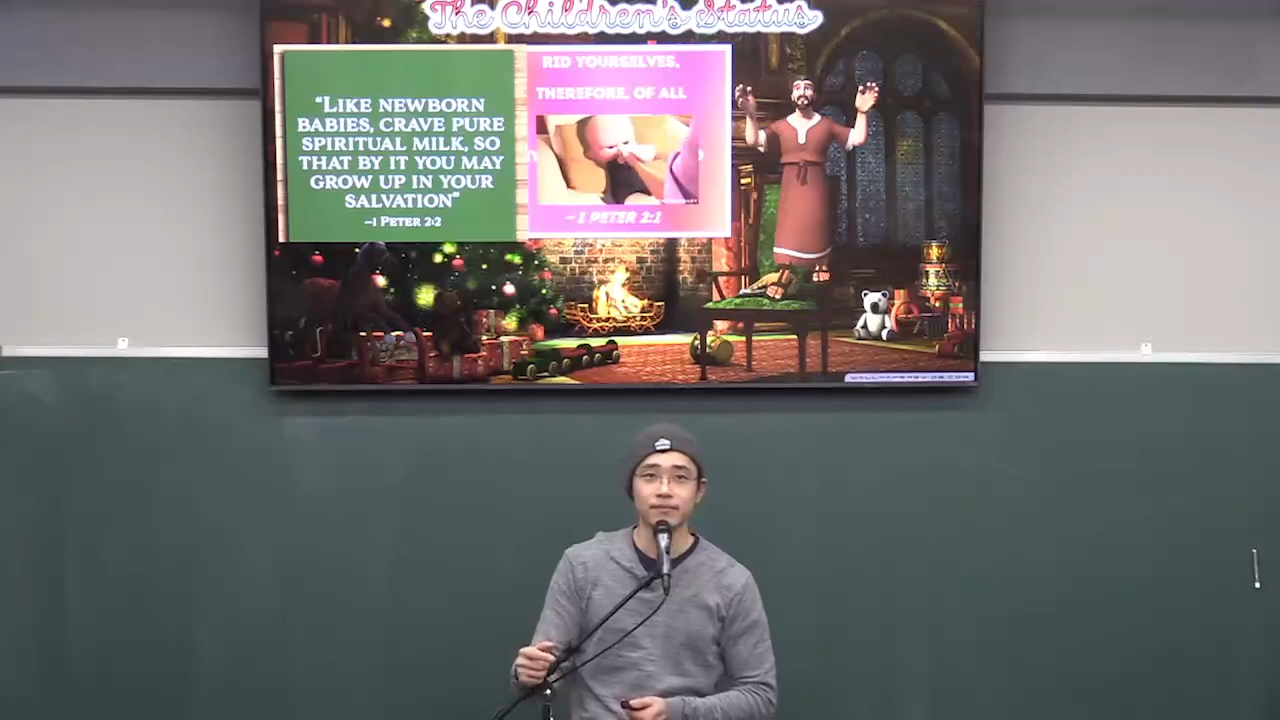 The Children's Status
"LIKE NEWBORN
BABIES, CRAVE PURE
SPIRITUAL MILK, SO
THAT BY IT YOU MAY
GROW UP IN YOUR
SALVATION"
–1 PETER 2:2
RID YOURSELVES,
THEREFORE, OF ALL
– 1 PETER 2:1